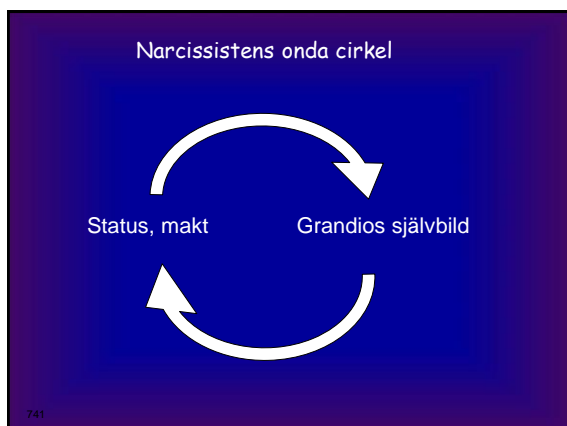 Narcissistens onda cirkel
Status, makt
Grandios självbild
741